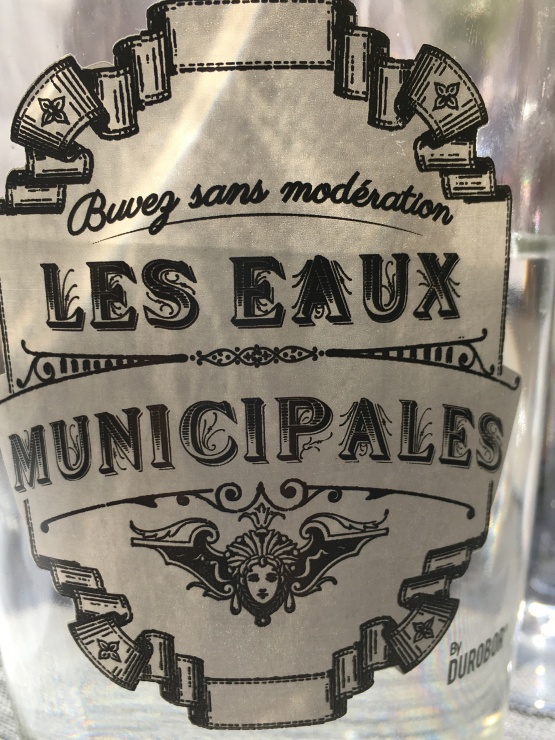 Buvez sans modération
LES EAUX
MUNICIPALES
By
DUROBOR